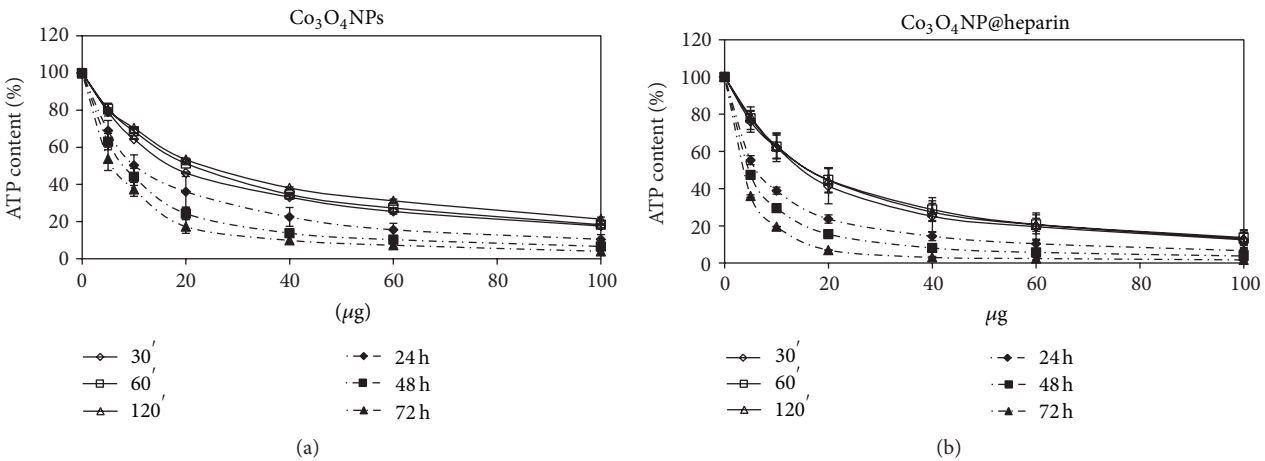 Co₃O₄NPs
120
100
80
60
40
20
0
ATP content (%)
0 20 40 60 80 100
(μg)
30′
60′
120′
24 h
48 h
72 h
(a)
Co₃O₄NP@heparin
120
100
80
60
40
20
0
ATP content (%)
0 20 40 60 80 100
μg
30′
60′
120′
24 h
48 h
72 h
(b)